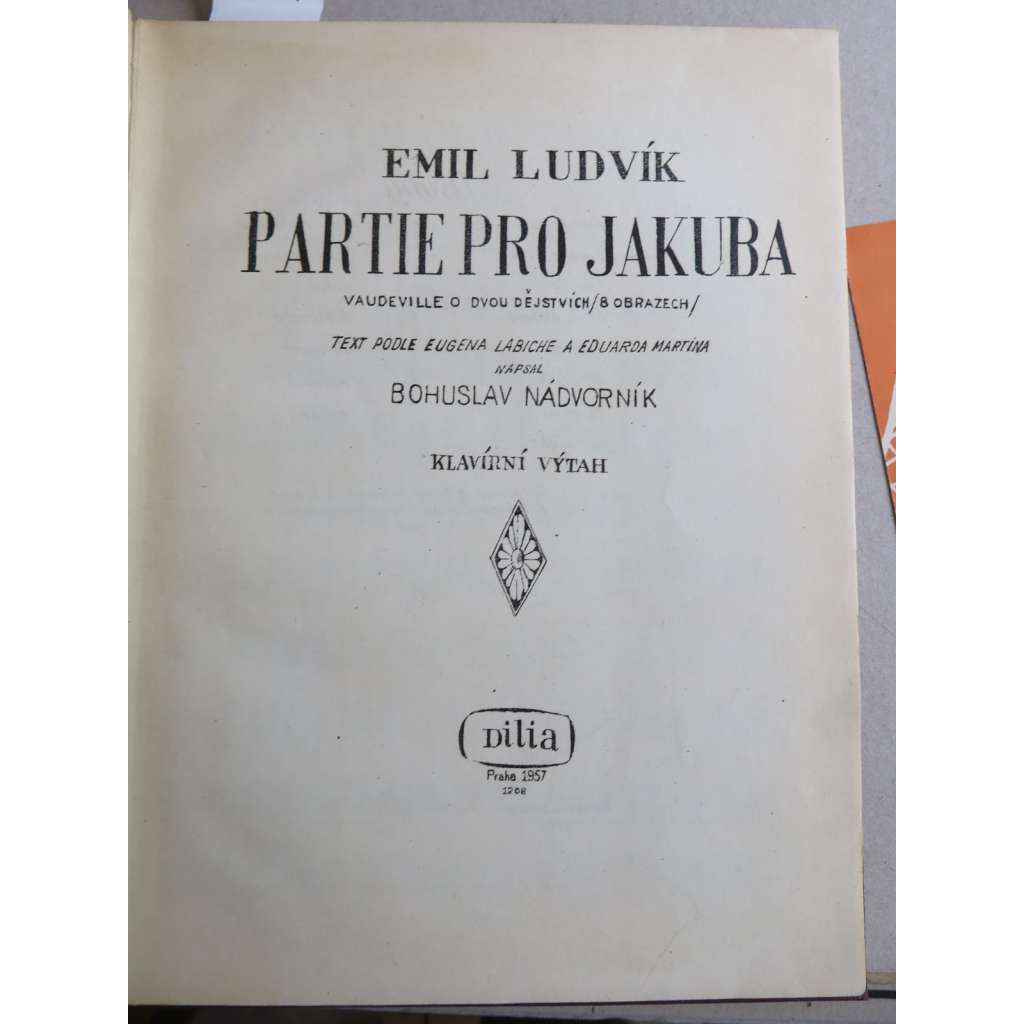 EMIL LUDVÍK
PARTIE PRO JAKUBA
VAUDEVILLE O DVOU DĚJSTVÍCH/8 OBRAZECH/
TEXT PODLE EUGENA LABICHE A EDUARDA MARTINA
NAPSAL
BOHUSLAV NÁDVORNÍK
KLAVÍRNÍ VÝTAH
Dilia
Praha 1957
1208